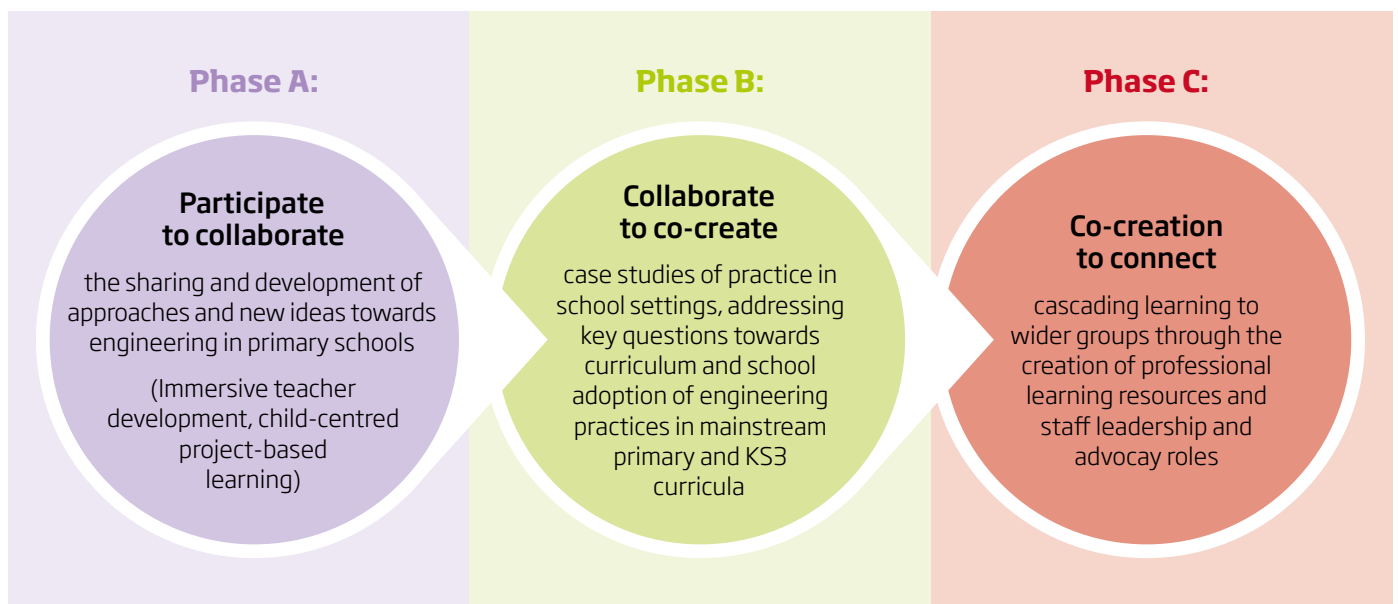 Phase A:
Participate
to collaborate
the sharing and development of
approaches and new ideas towards
engineering in primary schools
(Immersive teacher
development, child-centred
project-based
learning)
Phase B:
Collaborate
to co-create
case studies of practice in
school settings, addressing
key questions towards
curriculum and school
adoption of engineering
practices in mainstream
primary and KS3
curricula
Phase C:
Co-creation
to connect
cascading learning to
wider groups through the
creation of professional
learning resources and
staff leadership and
advocay roles